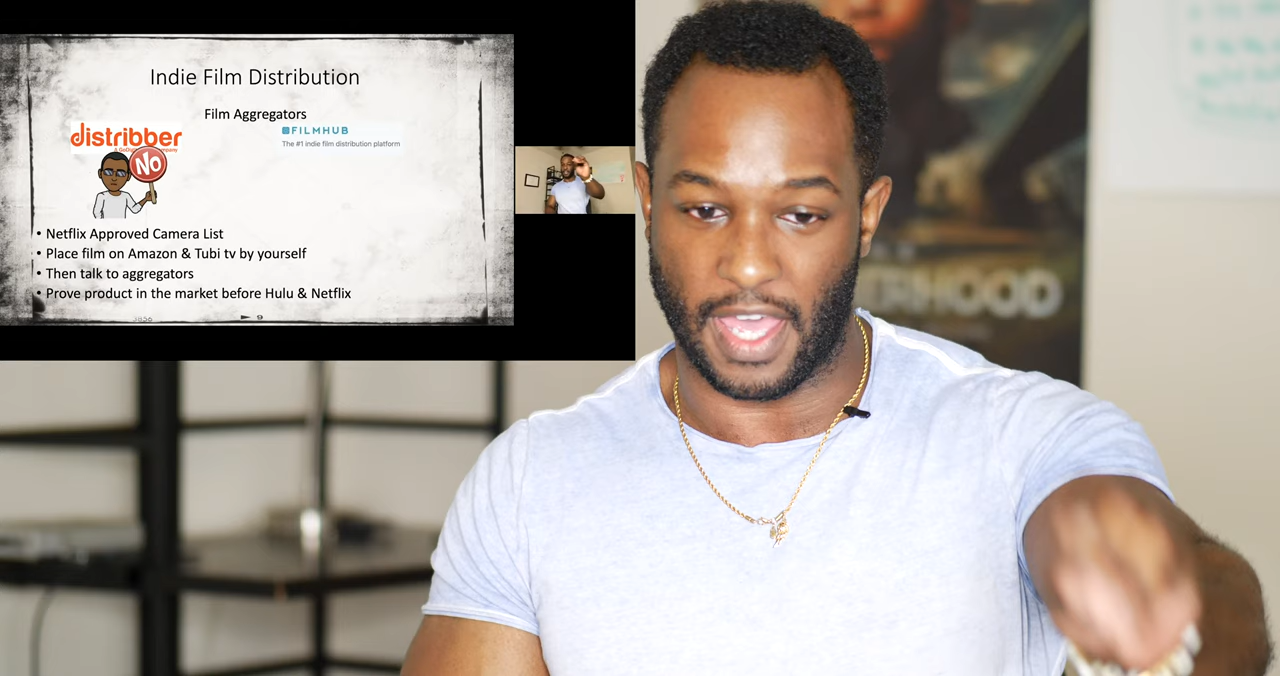 Indie Film Distribution
Film Aggregators
distribber
FILMHUB
The #1 indie film distribution platform
NO
• Netflix Approved Camera List
• Place film on Amazon & Tubi tv by yourself
• Then talk to aggregators
• Prove product in the market before Hulu & Netflix
9